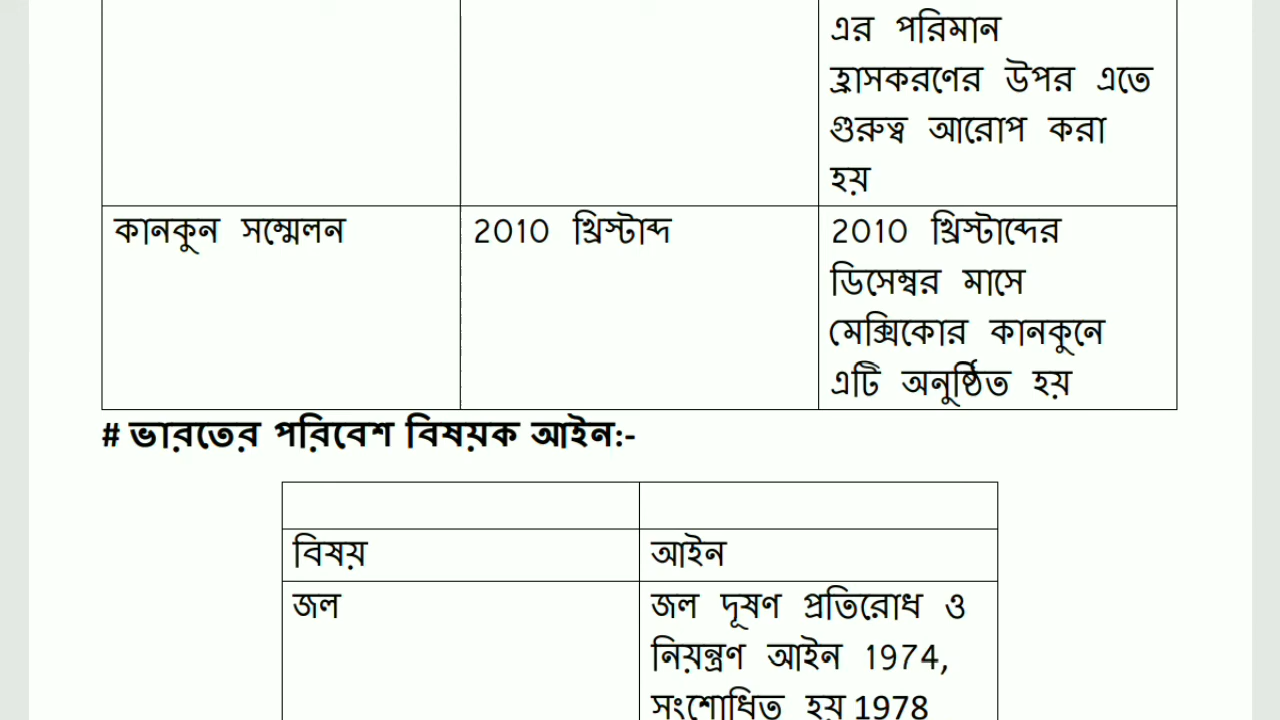 এর পরিমান
হ্রাসকরণের উপর এতে
গুরুত্ব আরোপ করা
হয়
কানকুন সম্মেলন
2010 খ্রিস্টাব্দ
2010 খ্রিস্টাব্দের
ডিসেম্বর মাসে
মেক্সিকোর কানকুনে
এটি অনুষ্ঠিত হয়
# ভারতের পরিবেশ বিষয়ক আইন:-
বিষয়
আইন
জল
জল দূষণ প্রতিরোধ ও
নিয়ন্ত্রণ আইন 1974,
সংশোধিত হয় 1978